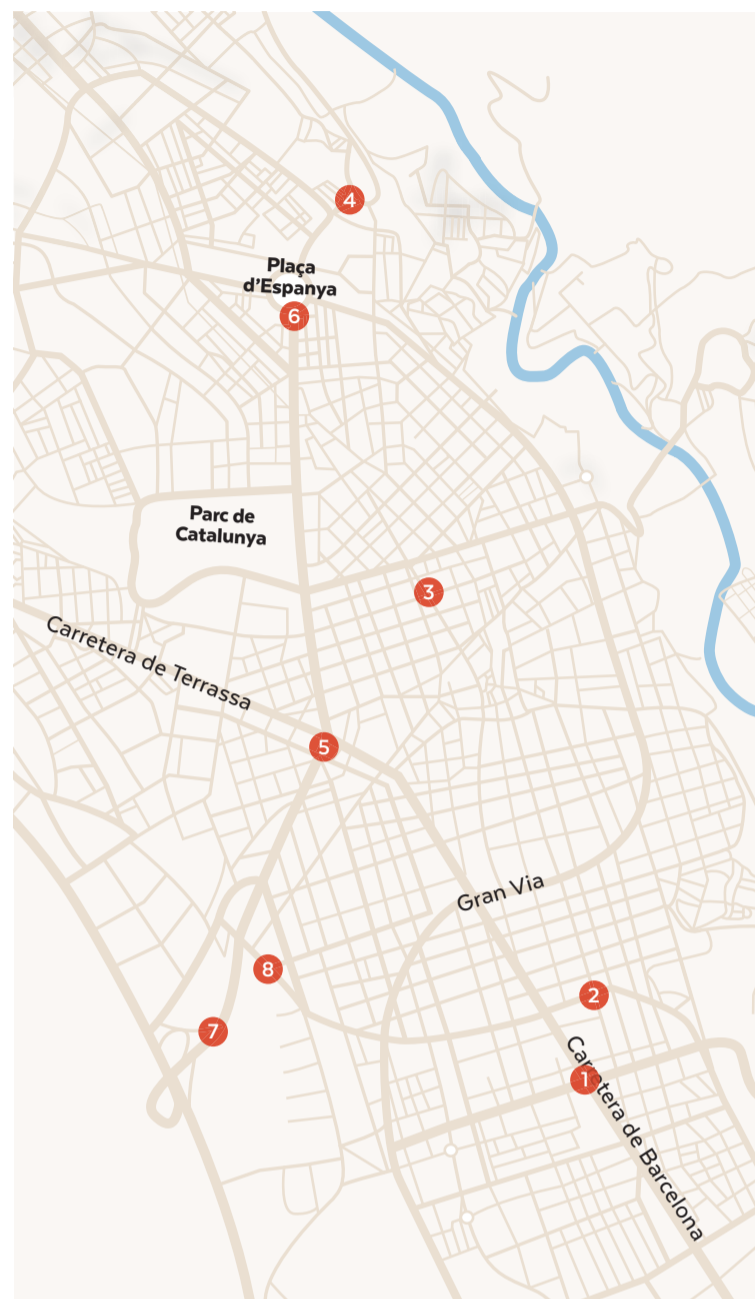 4
Plaça
d'Espanya
6
Parc de
Catalunya
3
Carretera de Terrassa
5
Gran Via
8
2
7
1
Carretera de Barcelona